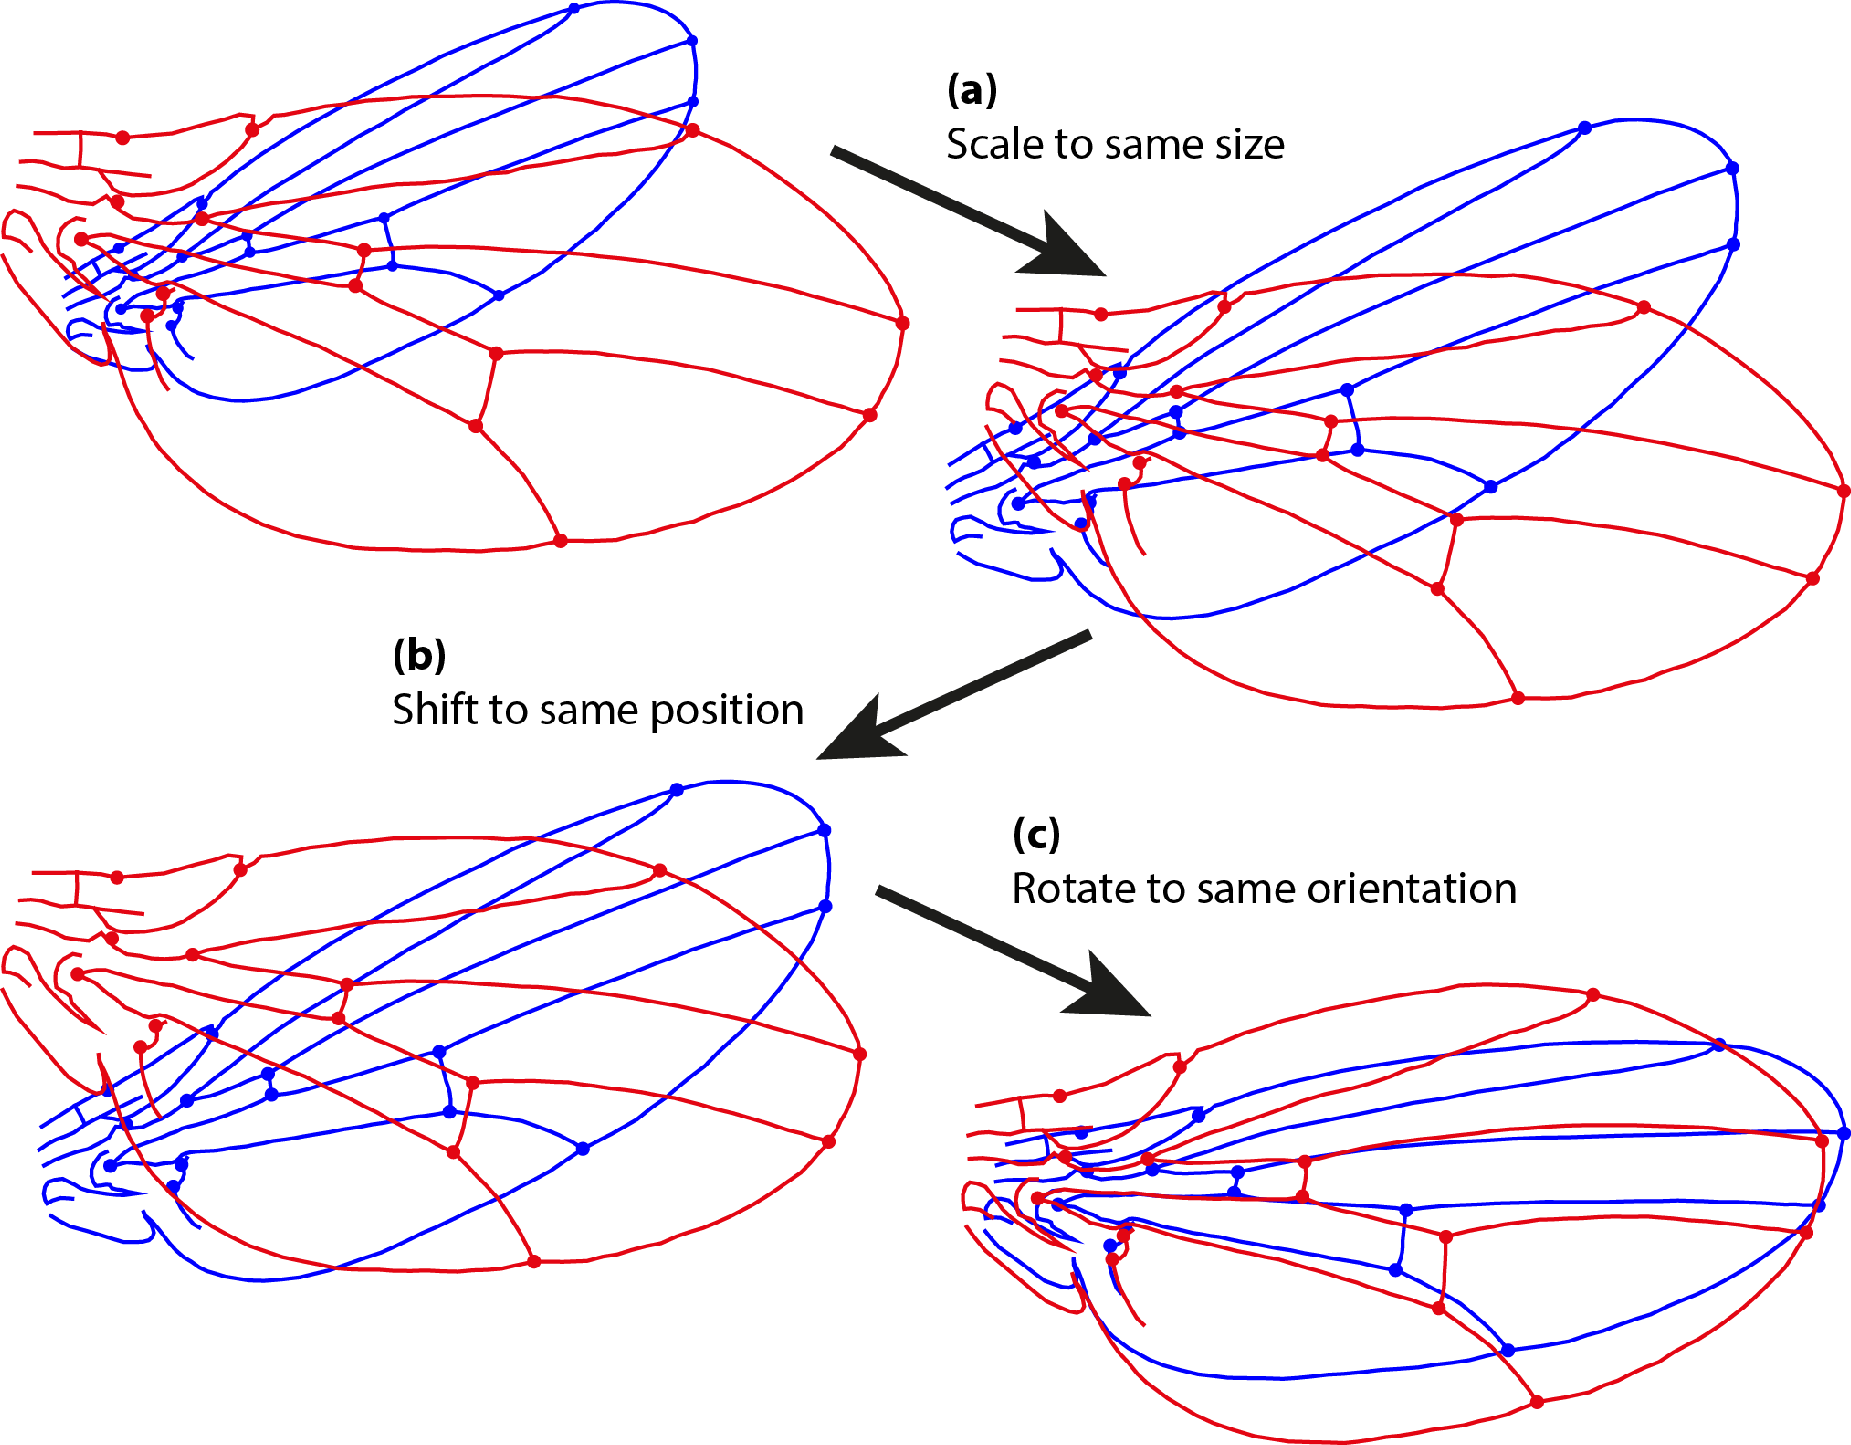 (a)
Scale to same size
(b)
Shift to same position
(c)
Rotate to same orientation